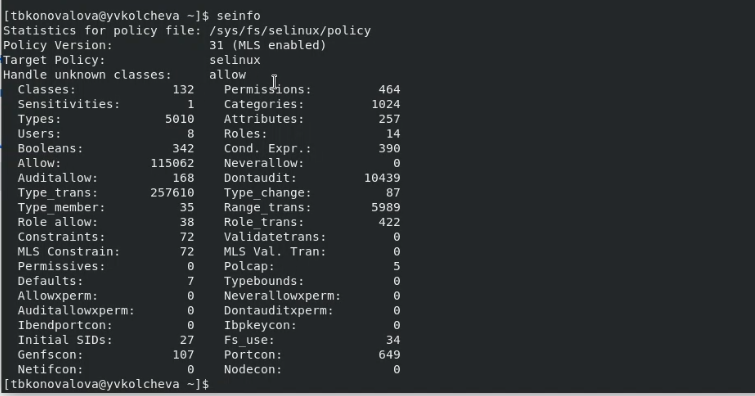 [tbkonovalova@yvkolcheva ~]$ seinfo
Statistics for policy file: /sys/fs/selinux/policy
Policy Version:             31 (MLS enabled)
Target Policy:              selinux
Handle unknown classes:     allow
  Classes:             132    Permissions:         464
  Sensitivities:         1    Categories:         1024
  Types:              5010    Attributes:          257
  Users:                 8    Roles:                14
  Booleans:            342    Cond. Expr.:         390
  Allow:            115062    Neverallow:            0
  Auditallow:          168    Dontaudit:         10439
  Type_trans:       257610    Type_change:          87
  Type_member:          35    Range_trans:        5989
  Role allow:           38    Role_trans:          422
  Constraints:          72    Validatetrans:         0
  MLS Constrain:        72    MLS Val. Tran:         0
  Permissives:           0    Polcap:                5
  Defaults:              7    Typebounds:            0
  Allowxperm:            0    Neverallowxperm:       0
  Auditallowxperm:       0    Dontauditxperm:        0
  Ibendportcon:          0    Ibpkeycon:             0
  Initial SIDs:         27    Fs_use:               34
  Genfscon:            107    Portcon:             649
  Netifcon:              0    Nodecon:               0
[tbkonovalova@yvkolcheva ~]$